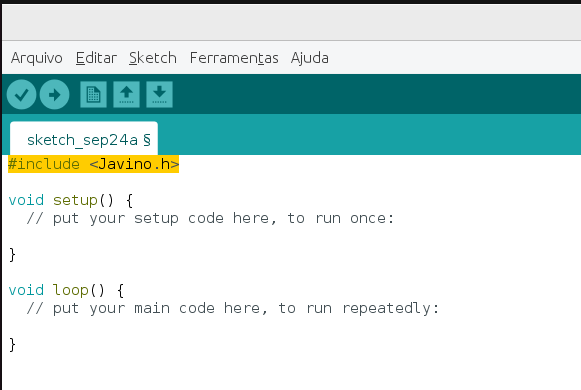 Arquivo Editar Sketch Ferramentas Ajuda
sketch_sep24a §
#include <Javino.h>
void setup() {
  // put your setup code here, to run once:
}
void loop() {
  // put your main code here, to run repeatedly:
}